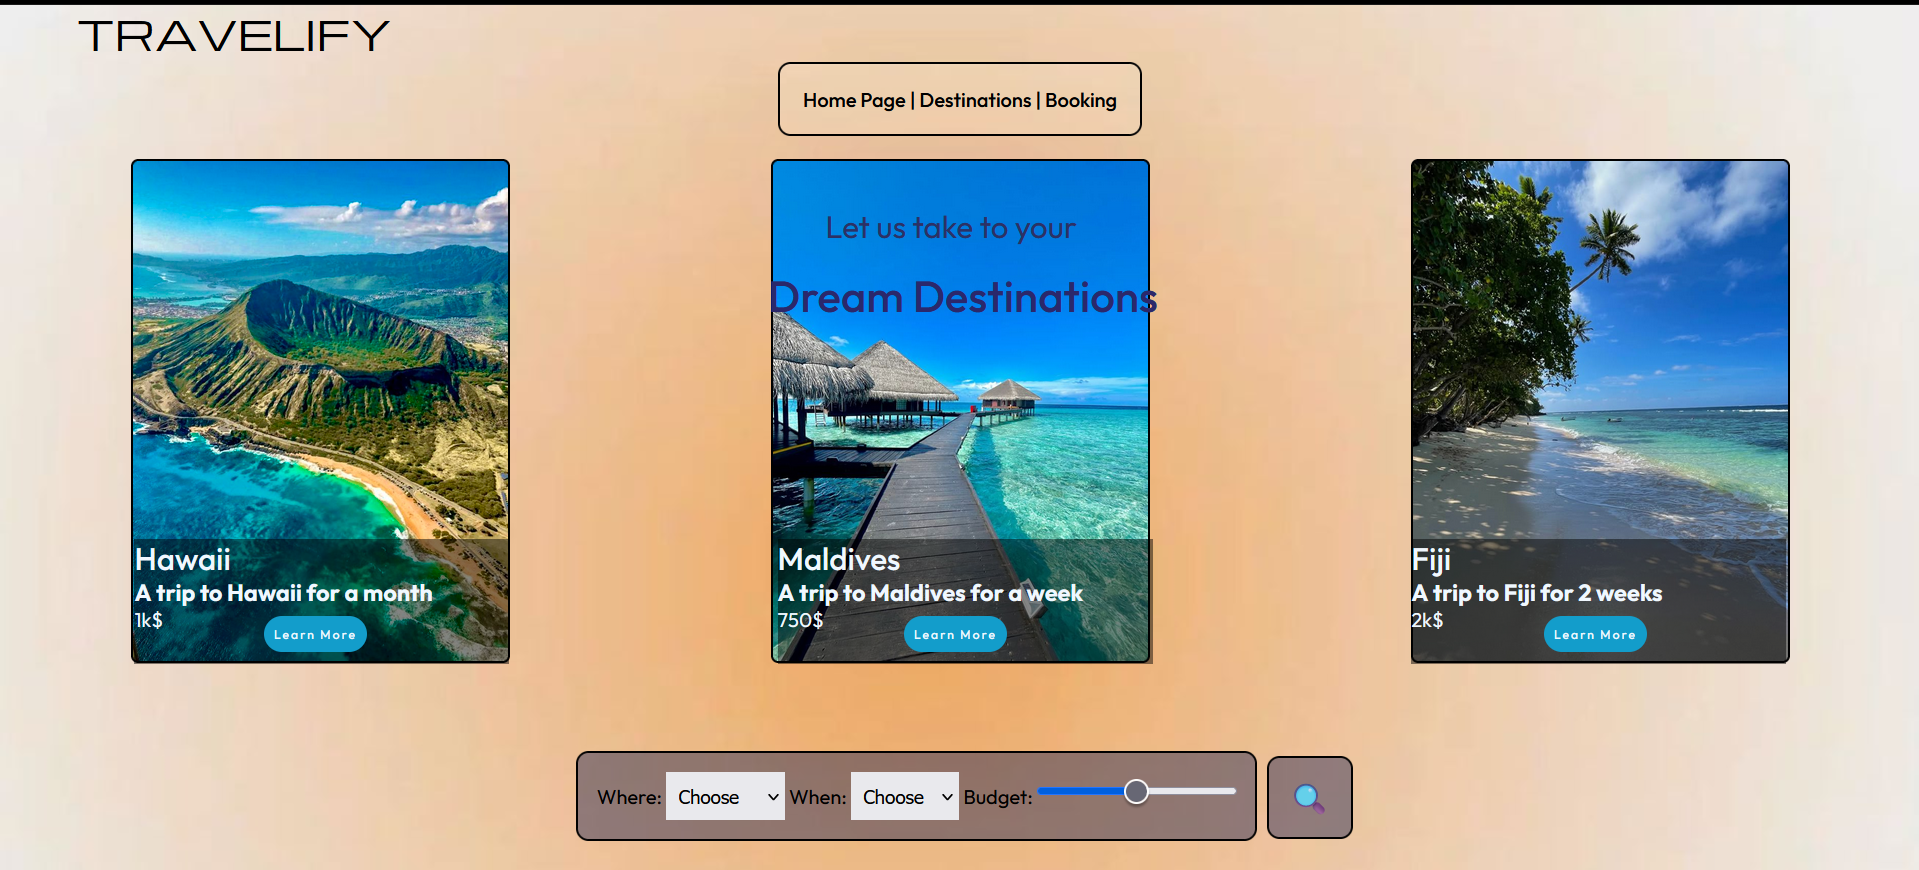 TRAVELIFY
Home Page | Destinations | Booking
Let us take to your
Dream Destinations
Hawaii
A trip to Hawaii for a month
1k$
Learn More
Maldives
A trip to Maldives for a week
750$
Learn More
Fiji
A trip to Fiji for 2 weeks
2k$
Learn More
Where: Choose When: Choose Budget: